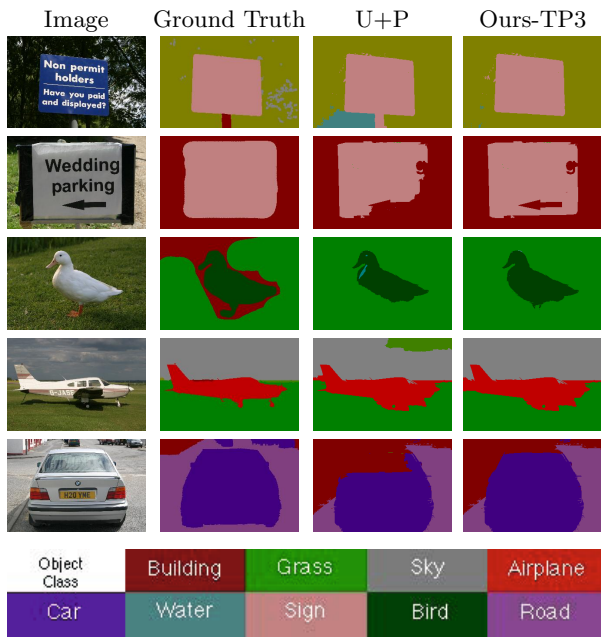 Image Ground Truth U+P Ours-TP3
Non permit
holders
Have you paid
and displayed?
Wedding
parking
g
g
G-JASP
H20 YNE
Object
Class
Building Grass Sky Airplane
Car Water Sign Bird Road